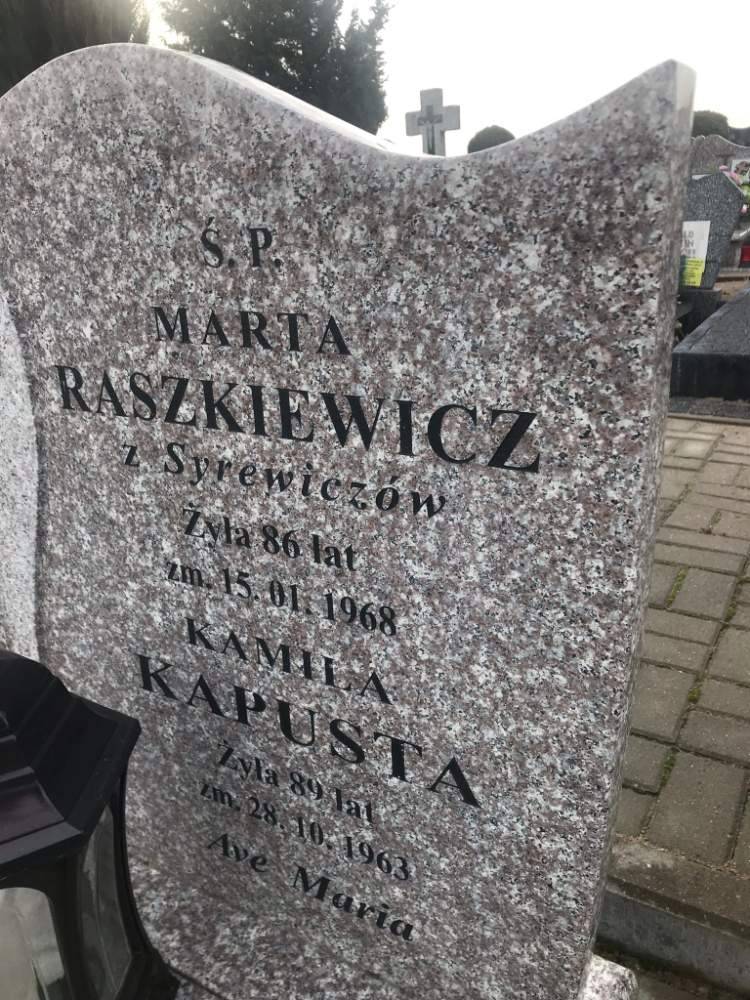 Ś. P.
MARTA
RASZKIEWICZ
z Syrewiczów
Żyła 86 lat
zm. 15. 01. 1968
KAMILA
KAPUSTA
Żyła 89 lat
zm. 28. 10. 1963
Ave Maria